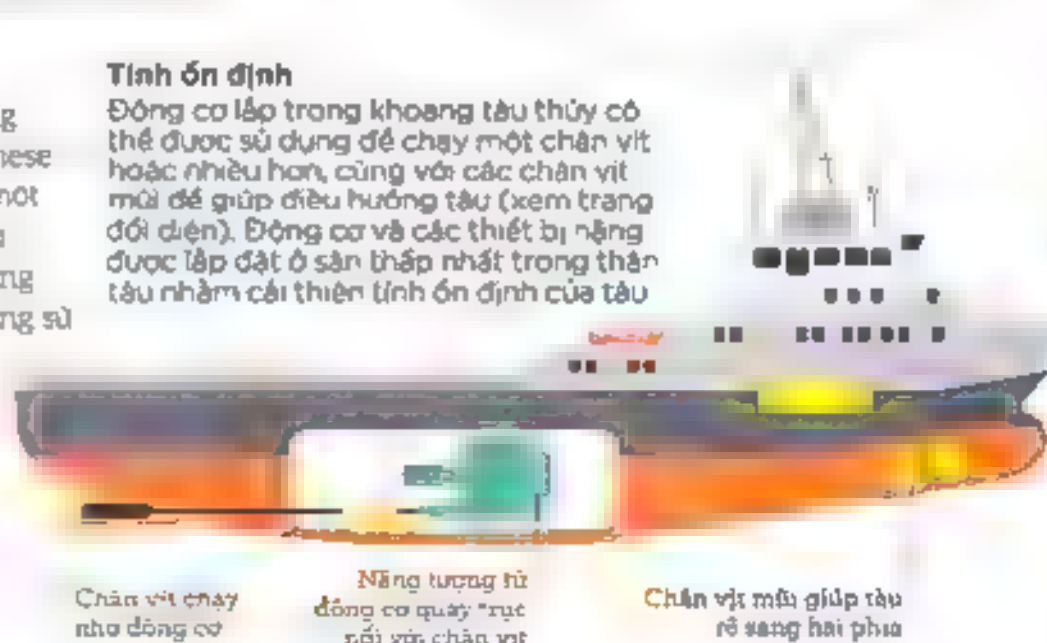 Tính ổn định
Động cơ lắp trong khoang tàu thủy có
thể được sử dụng để chạy một chân vịt
hoặc nhiều hơn, cùng với các chân vịt
mũi để giúp điều hướng tàu (xem trang
đối diện). Động cơ và các thiết bị nặng
được lắp đặt ở sàn thấp nhất trong thân
tàu nhằm cải thiện tính ổn định của tàu
Chân vịt chạy
nhờ động cơ
Năng lượng từ
động cơ quay trục
nối với chân vịt
Chân vịt mũi giúp tàu
rẽ sang hai phía